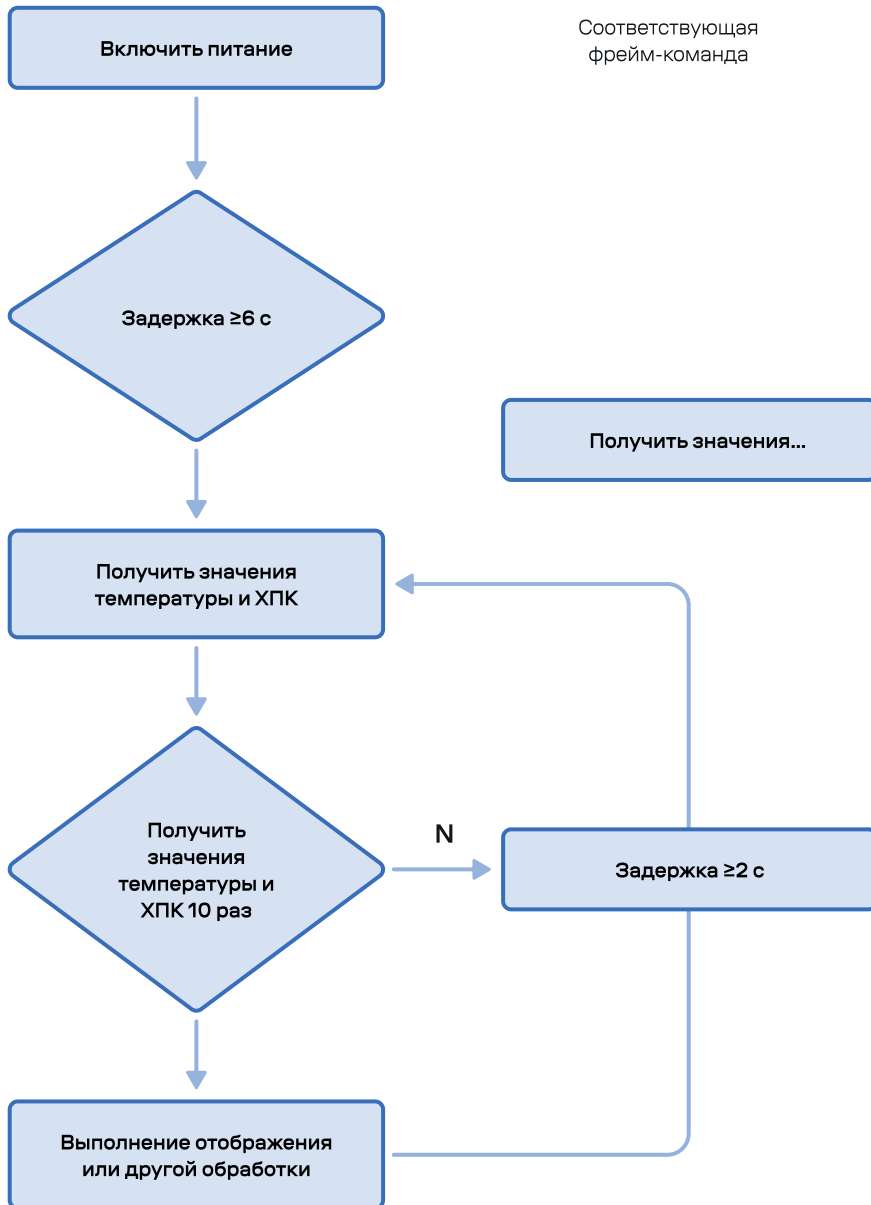 Включить питание
Соответствующая
фрейм-команда
Задержка ≥6 с
Получить значения...
Получить значения
температуры и ХПК
Получить
значения
температуры и
ХПК 10 раз
N
Задержка ≥2 с
Выполнение отображения
или другой обработки